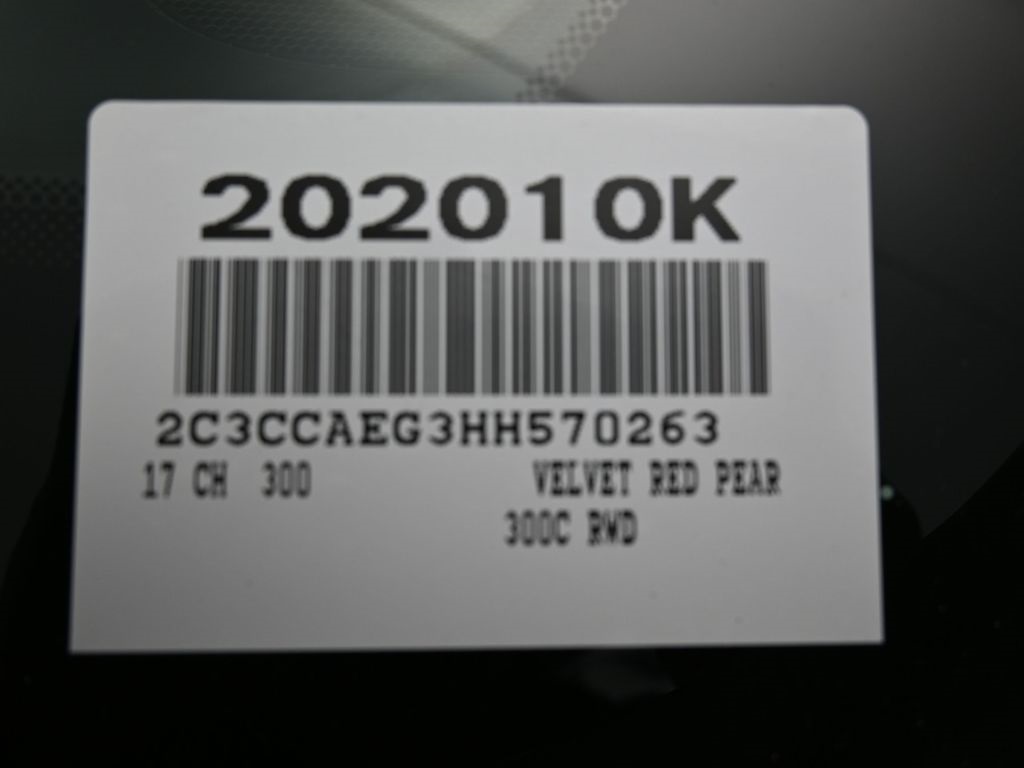 202010K
2C3CCAEG3HH570263
17 CH 300 VELVET RED PEAR
300C RWD